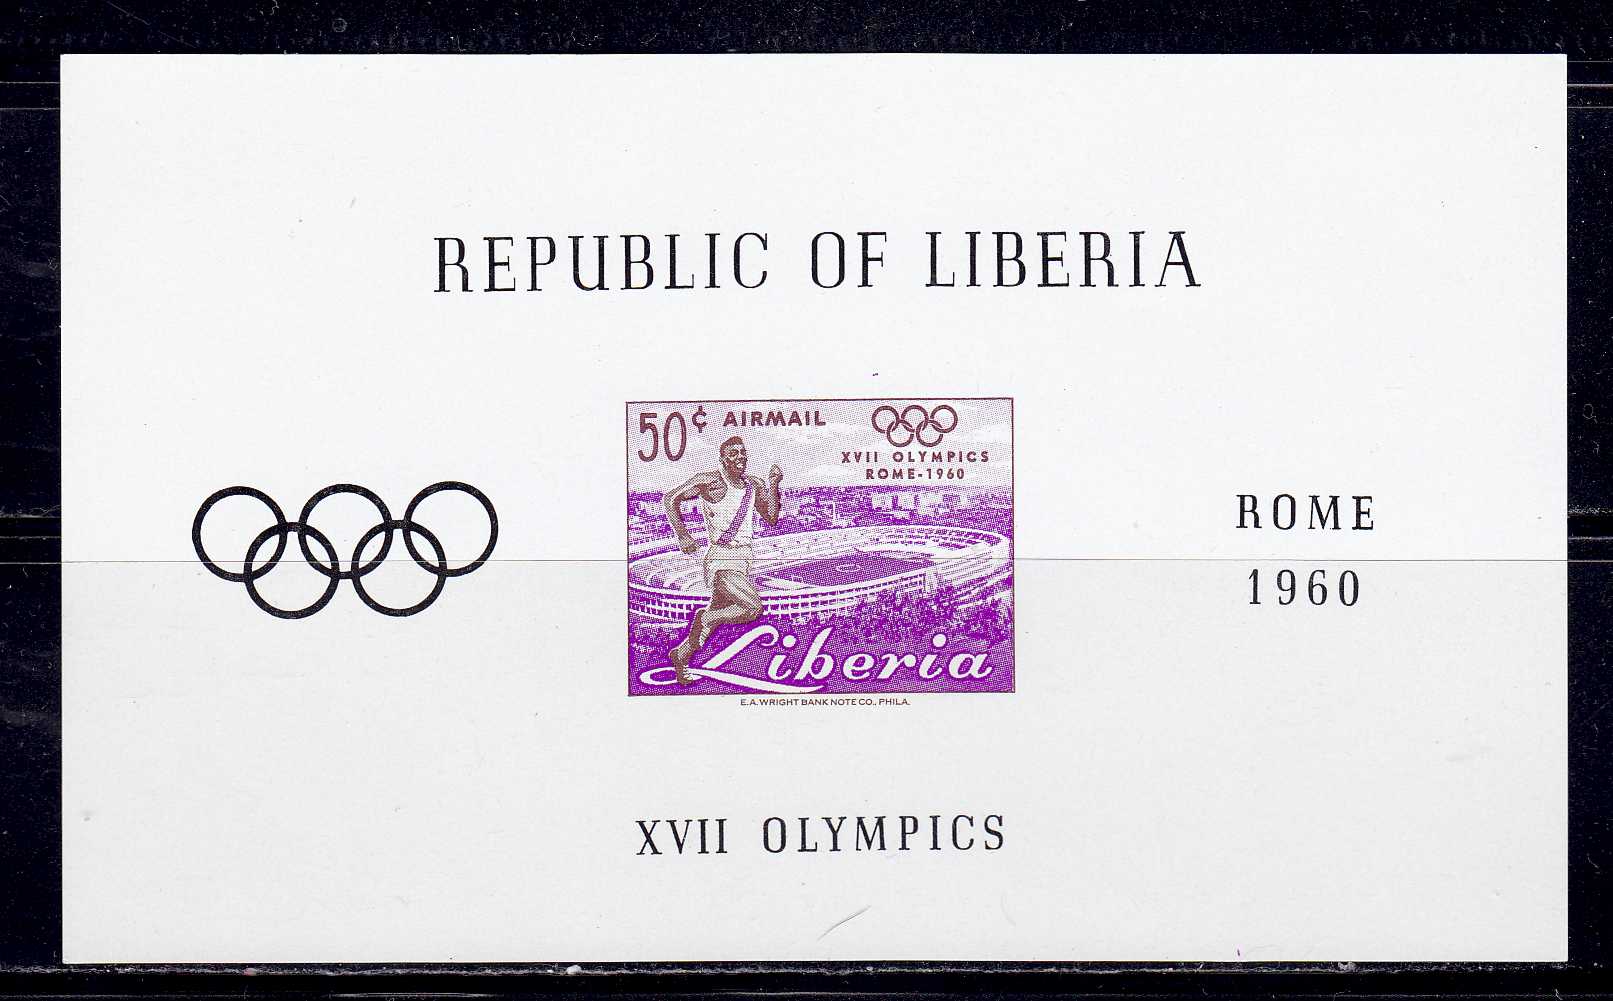 REPUBLIC OF LIBERIA
50¢ AIRMAIL
XVII OLYMPICS
ROME-1960
Liberia
E.A. WRIGHT BANK NOTE CO., PHILA.
ROME
1960
XVII OLYMPICS